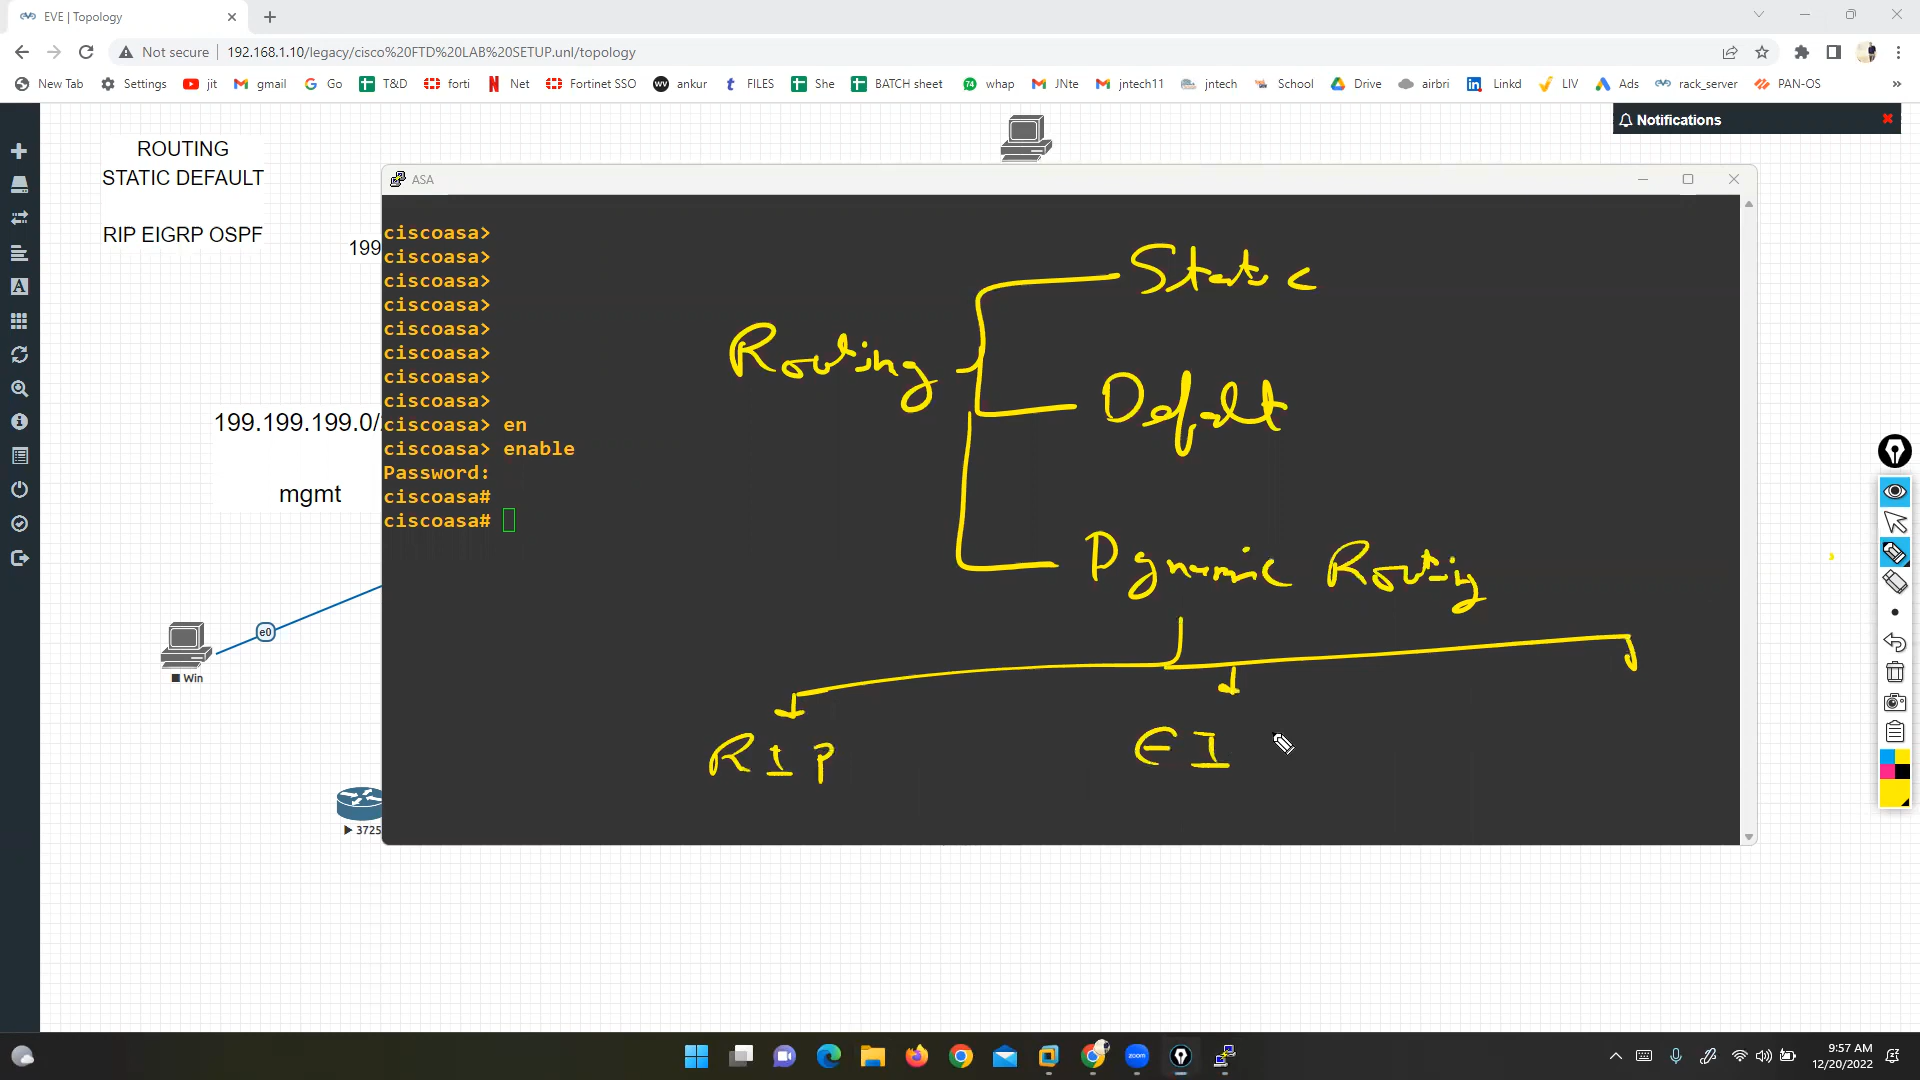 EVE | Topology
Not secure
192.168.1.10/legacy/cisco%20FTD%20LAB%20SETUP.unl/topology
New Tab Settings jit gmail Go T&D forti Net Fortinet SSO ankur FILES She BATCH sheet whap JNte jntech11 jntech School Drive airbri Linkd LIV Ads rack_server PAN-OS »
Notifications
ROUTING
STATIC DEFAULT
RIP EIGRP OSPF
199
199.199.199.0/
mgmt
e0
Win
3725
ASA
ciscoasa>
ciscoasa>
ciscoasa>
ciscoasa>
ciscoasa>
ciscoasa>
ciscoasa>
ciscoasa>
ciscoasa> en
ciscoasa> enable
Password:
ciscoasa#
ciscoasa#
Static
Routing
Default
Dynamic Routing
RIP
EI
zoom
9:57 AM
12/20/2022